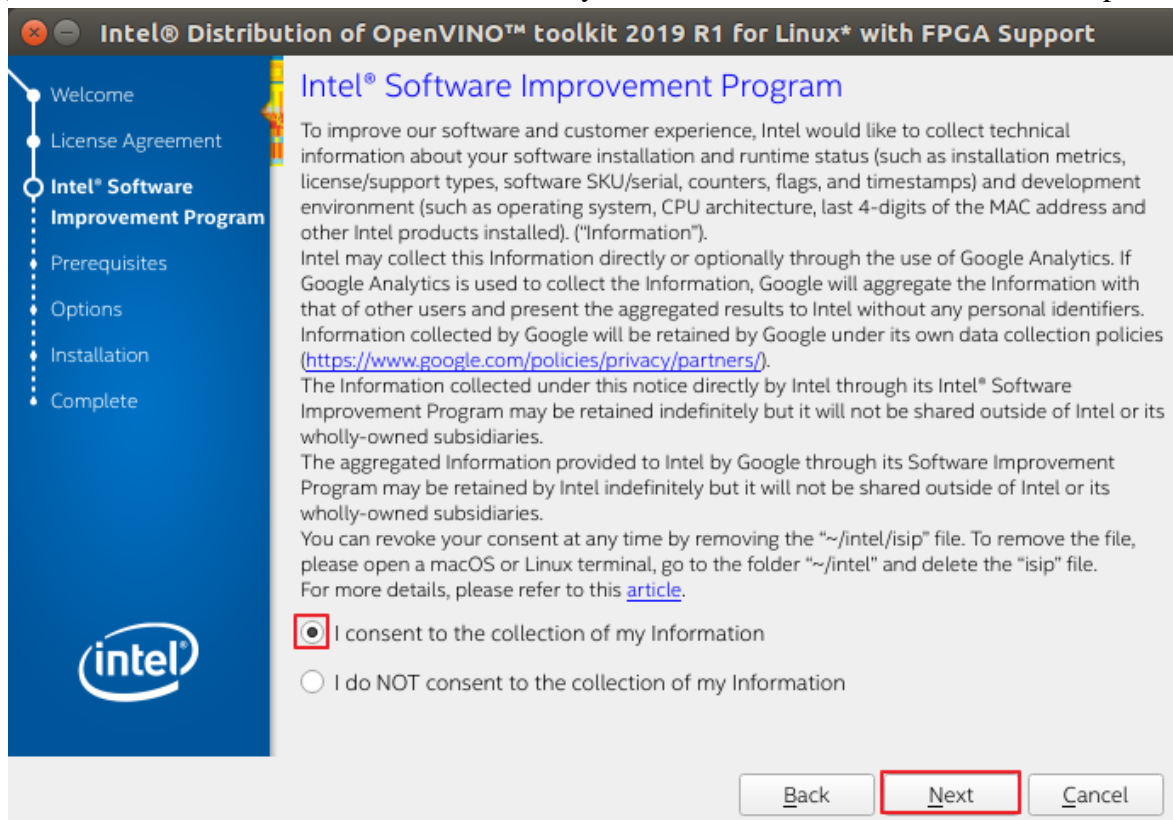 Intel® Distribution of OpenVINO™ toolkit 2019 R1 for Linux* with FPGA Support
Welcome
License Agreement
Intel® Software
Improvement Program
Prerequisites
Options
Installation
Complete
intel®
Intel® Software Improvement Program
To improve our software and customer experience, Intel would like to collect technical
information about your software installation and runtime status (such as installation metrics,
license/support types, software SKU/serial, counters, flags, and timestamps) and development
environment (such as operating system, CPU architecture, last 4-digits of the MAC address and
other Intel products installed). (“Information”).
Intel may collect this Information directly or optionally through the use of Google Analytics. If
Google Analytics is used to collect the Information, Google will aggregate the Information with
that of other users and present the aggregated results to Intel without any personal identifiers.
Information collected by Google will be retained by Google under its own data collection policies
(https://www.google.com/policies/privacy/partners/).
The Information collected under this notice directly by Intel through its Intel® Software
Improvement Program may be retained indefinitely but it will not be shared outside of Intel or its
wholly-owned subsidiaries.
The aggregated Information provided to Intel by Google through its Software Improvement
Program may be retained by Intel indefinitely but it will not be shared outside of Intel or its
wholly-owned subsidiaries.
You can revoke your consent at any time by removing the “~/intel/isip” file. To remove the file,
please open a macOS or Linux terminal, go to the folder “~/intel” and delete the “isip” file.
For more details, please refer to this article.
I consent to the collection of my Information
I do NOT consent to the collection of my Information
Back Next Cancel